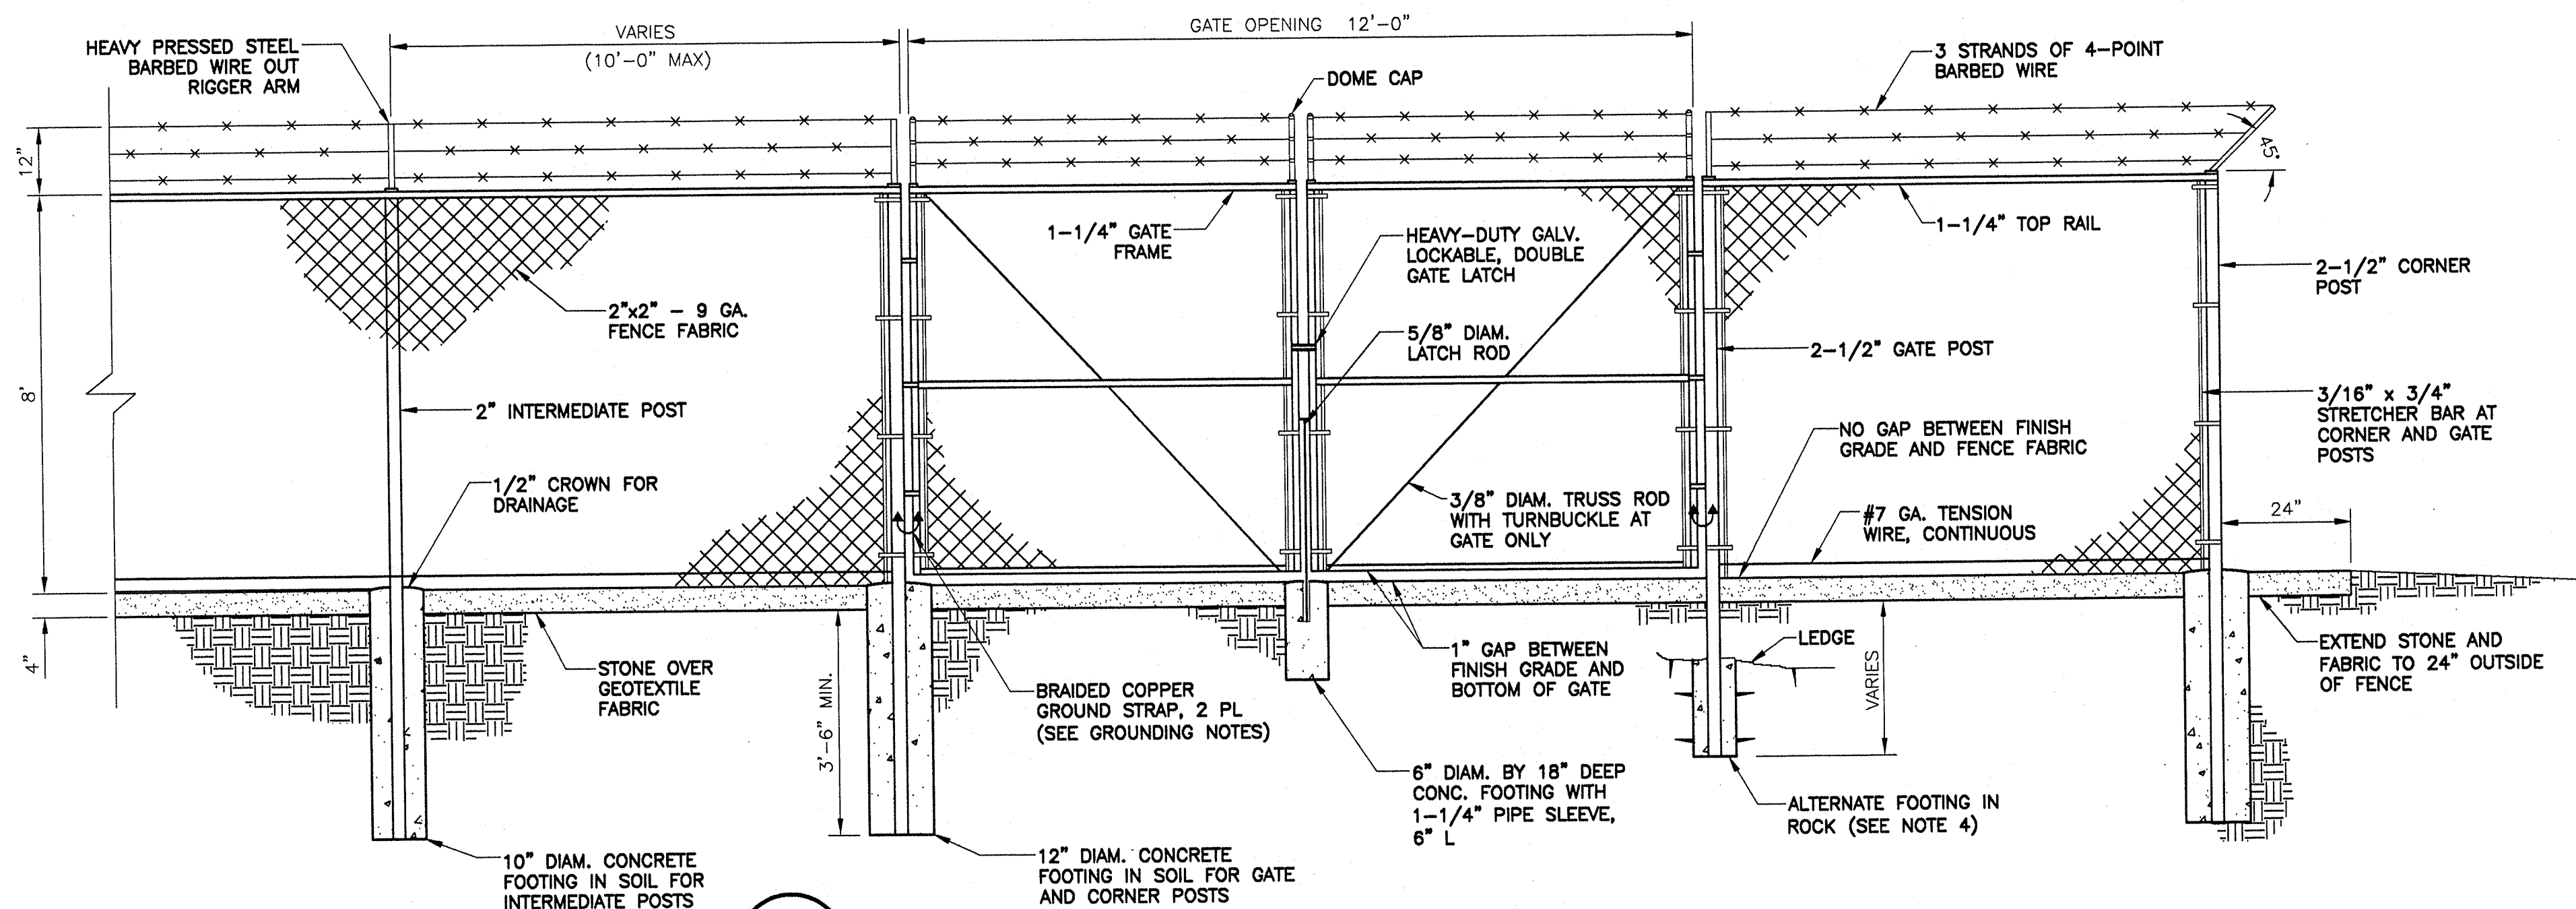 VARIES
(10'-0" MAX)
GATE OPENING 12'-0"
HEAVY PRESSED STEEL
BARBED WIRE OUT
RIGGER ARM
DOME CAP
3 STRANDS OF 4-POINT
BARBED WIRE
12"
45°
1-1/4" GATE
FRAME
HEAVY-DUTY GALV.
LOCKABLE, DOUBLE
GATE LATCH
1-1/4" TOP RAIL
2-1/2" CORNER
POST
2"x2" - 9 GA.
FENCE FABRIC
5/8" DIAM.
LATCH ROD
2-1/2" GATE POST
8'
2" INTERMEDIATE POST
3/16" x 3/4"
STRETCHER BAR AT
CORNER AND GATE
POSTS
NO GAP BETWEEN FINISH
GRADE AND FENCE FABRIC
1/2" CROWN FOR
DRAINAGE
3/8" DIAM. TRUSS ROD
WITH TURNBUCKLE AT
GATE ONLY
#7 GA. TENSION
WIRE, CONTINUOUS
24"
4"
STONE OVER
GEOTEXTILE
FABRIC
3'-6" MIN.
BRAIDED COPPER
GROUND STRAP, 2 PL
(SEE GROUNDING NOTES)
1" GAP BETWEEN
FINISH GRADE AND
BOTTOM OF GATE
LEDGE
VARIES
EXTEND STONE AND
FABRIC TO 24" OUTSIDE
OF FENCE
6" DIAM. BY 18" DEEP
CONC. FOOTING WITH
1-1/4" PIPE SLEEVE,
6" L
ALTERNATE FOOTING IN
ROCK (SEE NOTE 4)
10" DIAM. CONCRETE
FOOTING IN SOIL FOR
INTERMEDIATE POSTS
12" DIAM. CONCRETE
FOOTING IN SOIL FOR GATE
AND CORNER POSTS